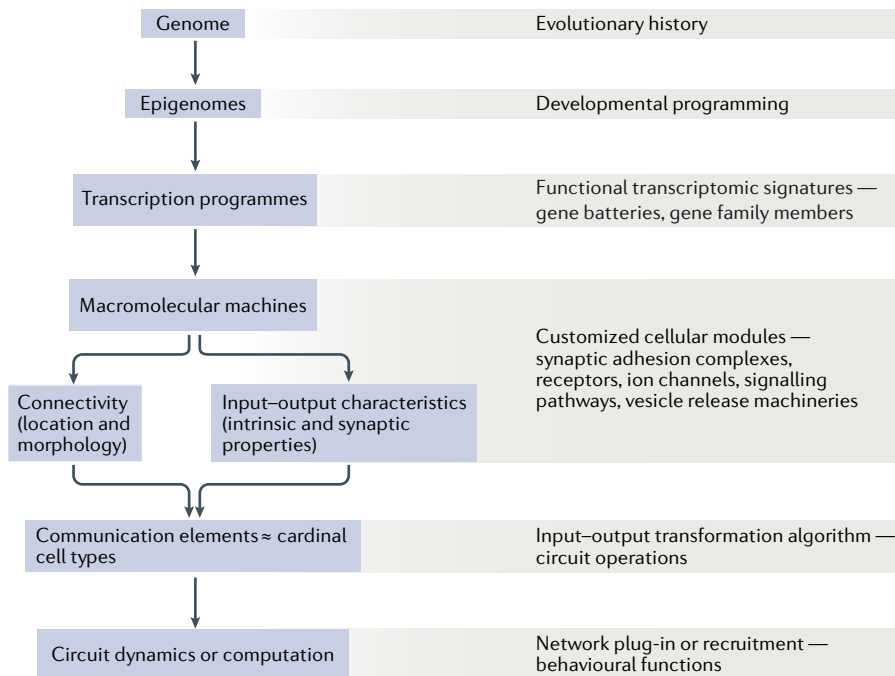 Genome
Evolutionary history
Epigenomes
Developmental programming
Transcription programmes
Functional transcriptomic signatures —
gene batteries, gene family members
Macromolecular machines
Customized cellular modules —
synaptic adhesion complexes,
receptors, ion channels, signalling
pathways, vesicle release machineries
Connectivity
(location and
morphology)
Input–output characteristics
(intrinsic and synaptic
properties)
Communication elements ≈ cardinal
cell types
Input–output transformation algorithm —
circuit operations
Circuit dynamics or computation
Network plug-in or recruitment —
behavioural functions